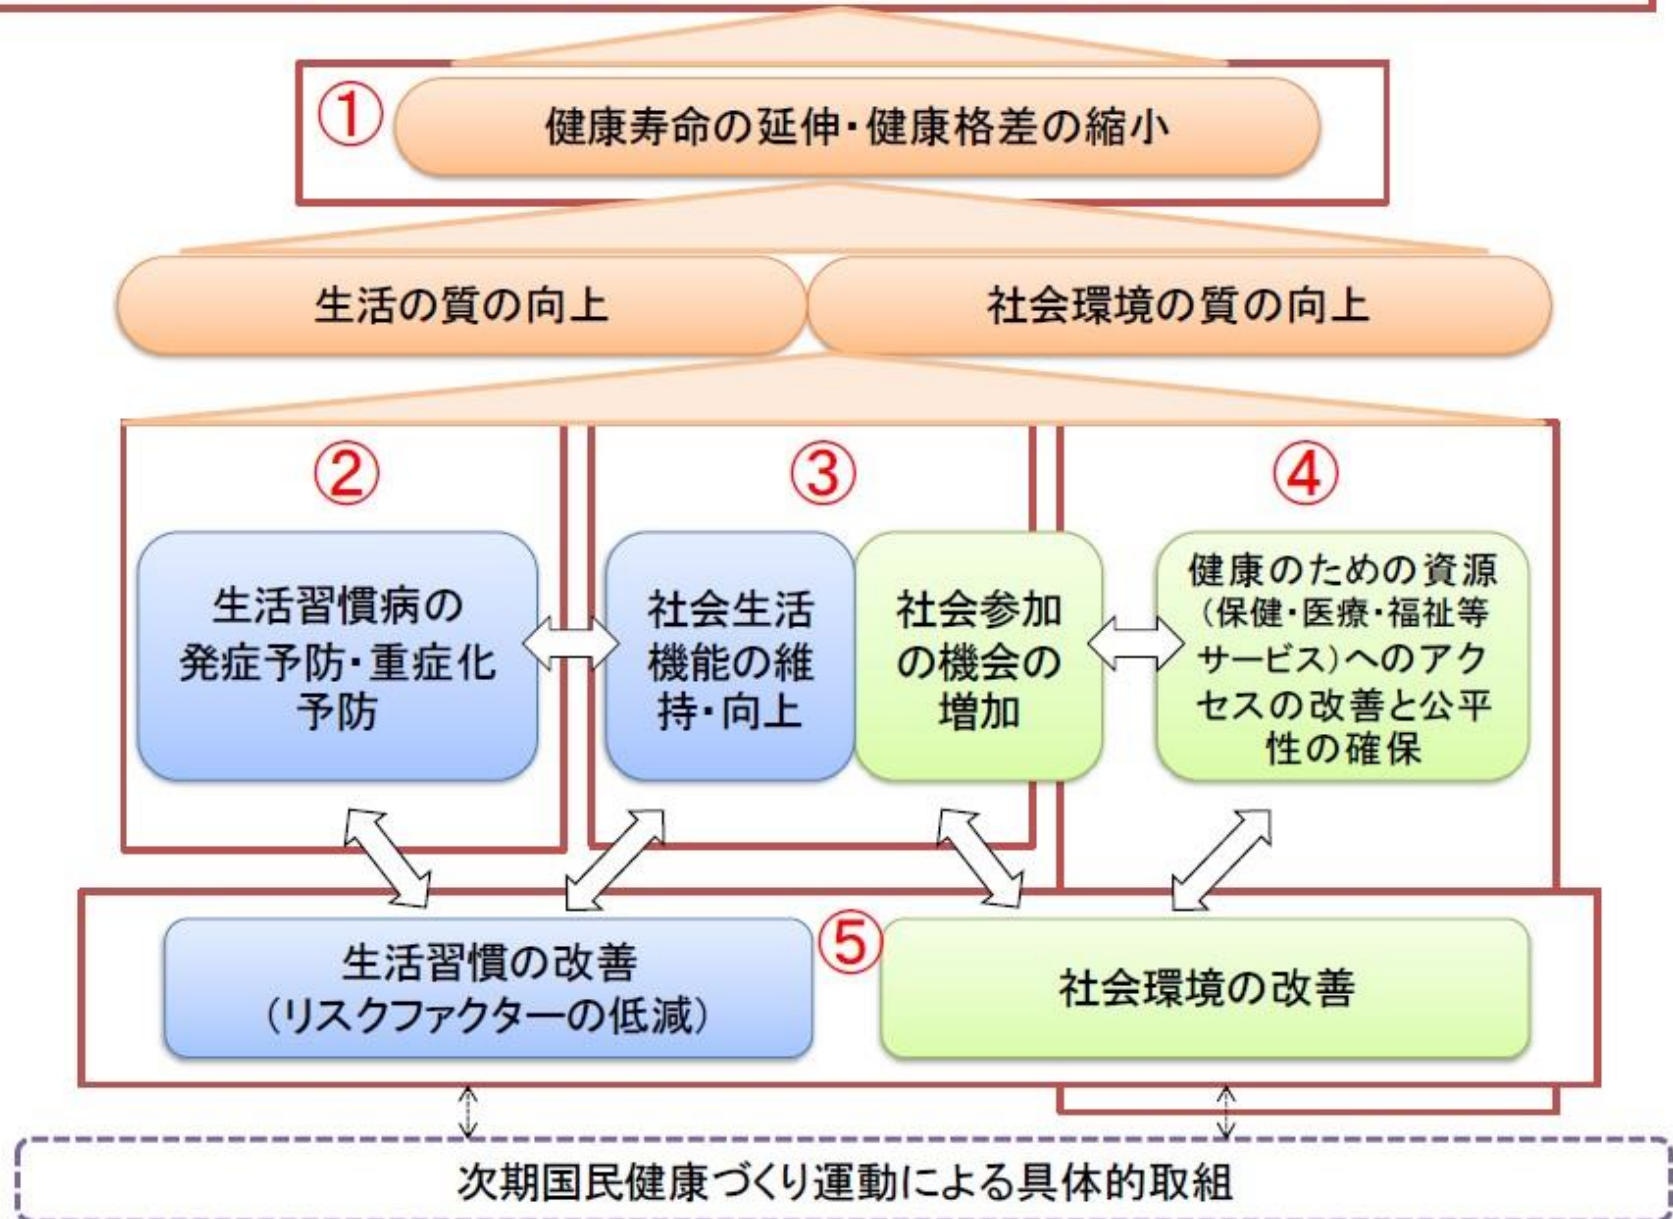 ①
健康寿命の延伸・健康格差の縮小
生活の質の向上
社会環境の質の向上
②
生活習慣病の
発症予防・重症化
予防
③
社会生活
機能の維
持・向上
社会参加
の機会の
増加
④
健康のための資源
（保健・医療・福祉等
サービス）へのアク
セスの改善と公平
性の確保
⑤
生活習慣の改善
（リスクファクターの低減）
社会環境の改善
次期国民健康づくり運動による具体的取組